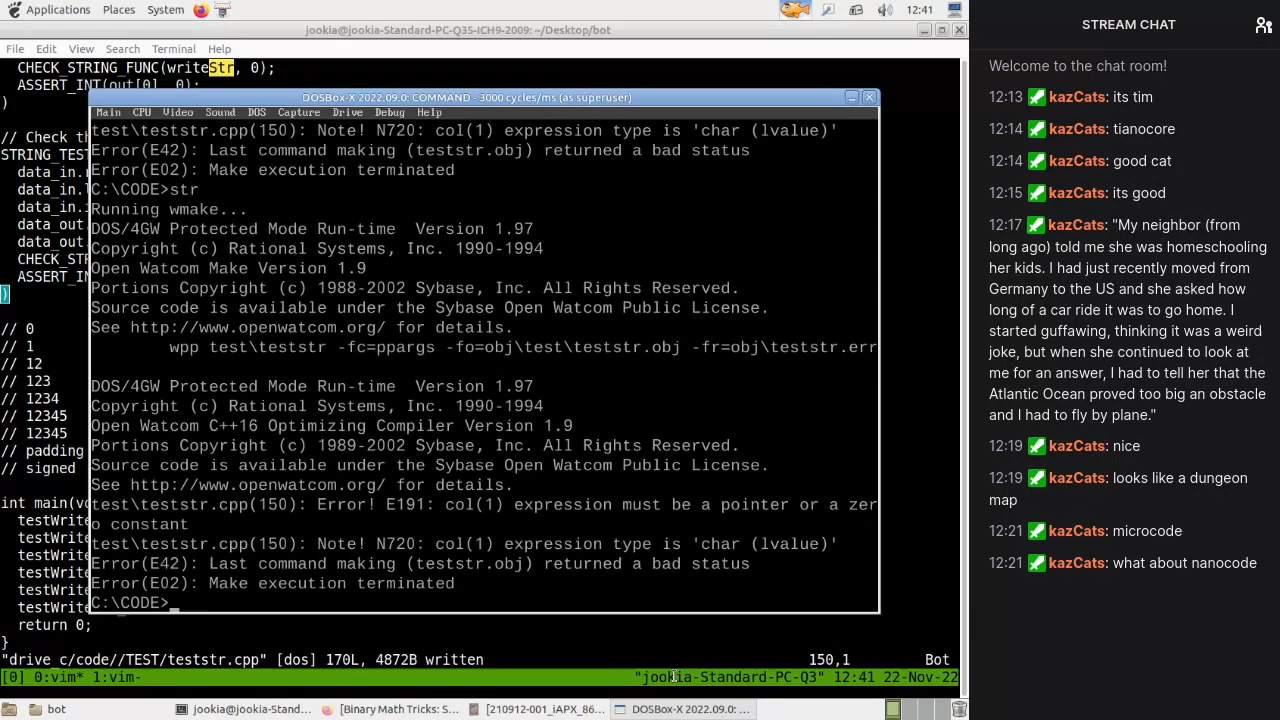 Applications Places System 12:41
jookia@jookia-Standard-PC-Q35-ICH9-2009: ~/Desktop/bot
File Edit View Search Terminal Help
CHECK_STRING_FUNC(writeStr, 0);
ASSERT_INT(out[0], 0);
)
// Check th
STRING_TEST
data_in.
data_in.
data_in.
data_out
data_out
CHECK_STR
ASSERT_IN
)
// 0
// 1
// 12
// 123
// 1234
// 12345
// 12345
// padding
// signed
int main(vo
testWrite
testWrite
testWrite
testWrite
testWrite
testWrite
return 0;
}
"drive_c/code//TEST/teststr.cpp" [dos] 170L, 4872B written 150,1 Bot
[0] 0:vim* 1:vim- "jookia-Standard-PC-Q3" 12:41 22-Nov-22
DOSBox-X 2022.09.0: COMMAND - 3000 cycles/ms (as superuser)
Main CPU Video Sound DOS Capture Drive Debug Help
test\teststr.cpp(150): Note! N720: col(1) expression type is 'char (lvalue)'
Error(E42): Last command making (teststr.obj) returned a bad status
Error(E02): Make execution terminated
C:\CODE>str
Running wmake...
DOS/4GW Protected Mode Run-time  Version 1.97
Copyright (c) Rational Systems, Inc. 1990-1994
Open Watcom Make Version 1.9
Portions Copyright (c) 1988-2002 Sybase, Inc. All Rights Reserved.
Source code is available under the Sybase Open Watcom Public License.
See http://www.openwatcom.org/ for details.
wpp test\teststr -fc=ppargs -fo=obj\test\teststr.obj -fr=obj\teststr.err
DOS/4GW Protected Mode Run-time  Version 1.97
Copyright (c) Rational Systems, Inc. 1990-1994
Open Watcom C++16 Optimizing Compiler Version 1.9
Portions Copyright (c) 1989-2002 Sybase, Inc. All Rights Reserved.
Source code is available under the Sybase Open Watcom Public License.
See http://www.openwatcom.org/ for details.
test\teststr.cpp(150): Error! E191: col(1) expression must be a pointer or a zer
o constant
test\teststr.cpp(150): Note! N720: col(1) expression type is 'char (lvalue)'
Error(E42): Last command making (teststr.obj) returned a bad status
Error(E02): Make execution terminated
C:\CODE>_
bot jookia@jookia-Stand... [Binary Math Tricks: S... [210912-001_iAPX_86... DOSBox-X 2022.09.0: ...
STREAM CHAT
Welcome to the chat room!
12:13 kazCats: its tim
12:14 kazCats: tianocore
12:14 kazCats: good cat
12:15 kazCats: its good
12:17 kazCats: "My neighbor (from
long ago) told me she was homeschooling
her kids. I had just recently moved from
Germany to the US and she asked how
long of a car ride it was to go home. I
started guffawing, thinking it was a weird
joke, but when she continued to look at
me for an answer, I had to tell her that the
Atlantic Ocean proved too big an obstacle
and I had to fly by plane."
12:19 kazCats: nice
12:19 kazCats: looks like a dungeon
map
12:21 kazCats: microcode
12:21 kazCats: what about nanocode